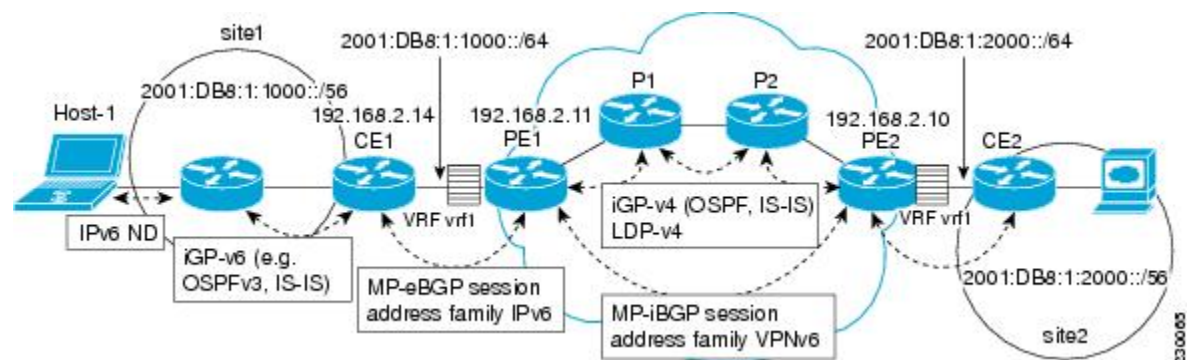 site1
2001:DB8:1:1000::/64
2001:DB8:1:2000::/64
Host-1
2001:DB8:1:1000::/56
192.168.2.14
CE1
192.168.2.11
PE1
P1
P2
192.168.2.10
PE2
CE2
VRF vrf1
VRF vrf1
IPv6 ND
iGP-v6 (e.g.
OSPFv3, IS-IS)
iGP-v4 (OSPF, IS-IS)
LDP-v4
MP-eBGP session
address family IPv6
MP-iBGP session
address family VPNv6
2001:DB8:1:2000::/56
site2
230065